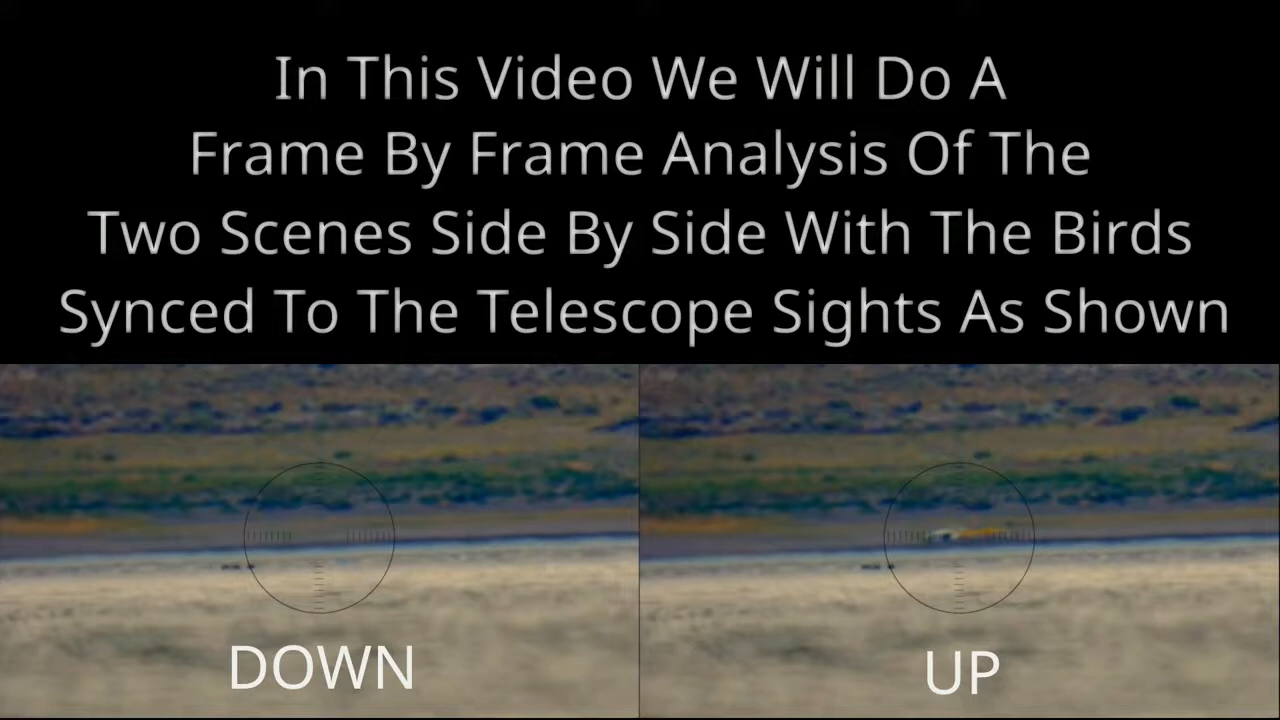 In This Video We Will Do A
Frame By Frame Analysis Of The
Two Scenes Side By Side With The Birds
Synced To The Telescope Sights As Shown
DOWN
UP